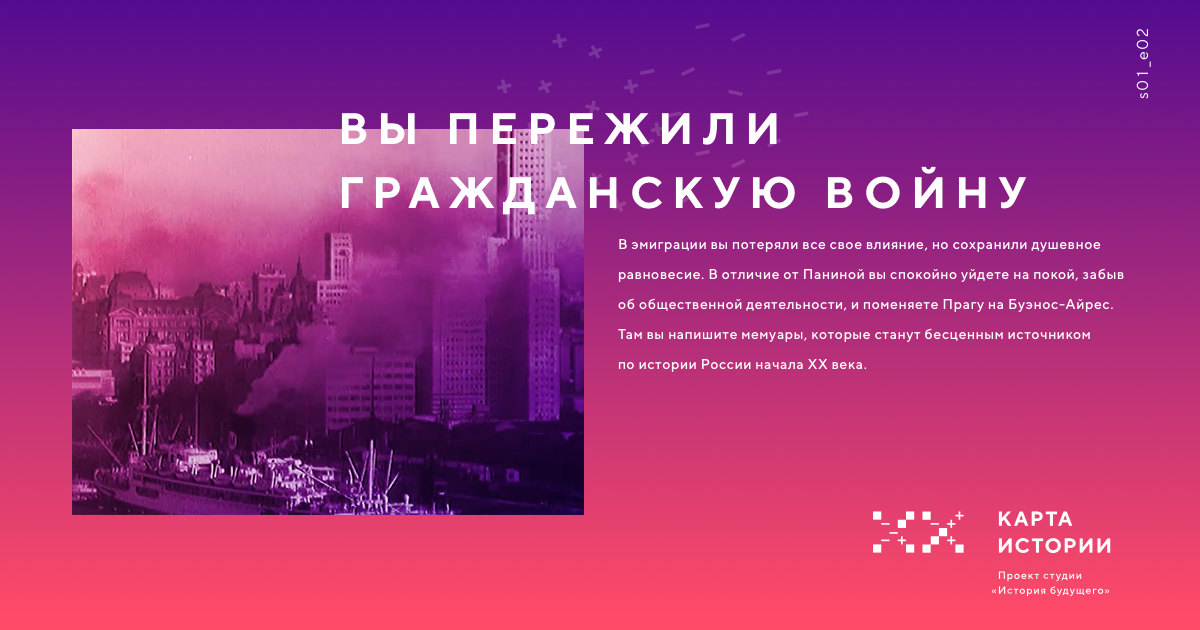 s01_e02
ВЫ ПЕРЕЖИЛИ
ГРАЖДАНСКУЮ ВОЙНУ
В эмиграции вы потеряли все свое влияние, но сохранили душевное
равновесие. В отличие от Паниной вы спокойно уйдете на покой, забыв
об общественной деятельности, и поменяете Прагу на Буэнос-Айрес.
Там вы напишите мемуары, которые станут бесценным источником
по истории России начала XX века.
КАРТА
ИСТОРИИ
Проект студии
«История будущего»